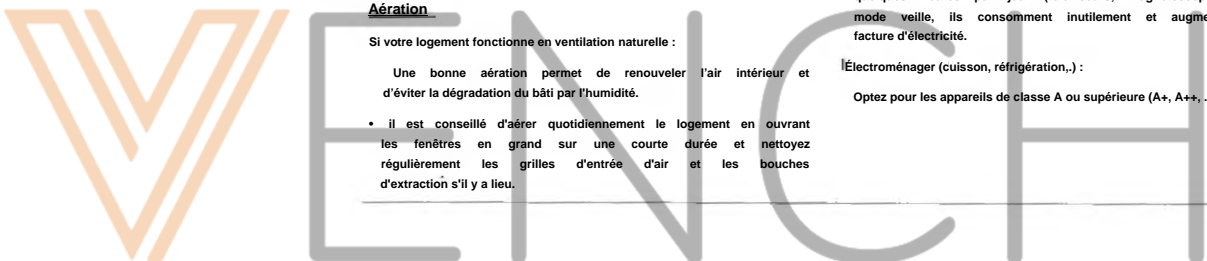 Aération
Si votre logement fonctionne en ventilation naturelle :
Une bonne aération permet de renouveler l'air intérieur et
d'éviter la dégradation du bâti par l'humidité.
• il est conseillé d'aérer quotidiennement le logement en ouvrant
les fenêtres en grand sur une courte durée et nettoyez
régulièrement les grilles d'entrée d'air et les bouches
d'extraction s'il y a lieu.
mode veille, ils consomment inutilement et augme
facture d'électricité.
Électroménager (cuisson, réfrigération,.) :
Optez pour les appareils de classe A ou supérieure (A+, A++, .
VENCH